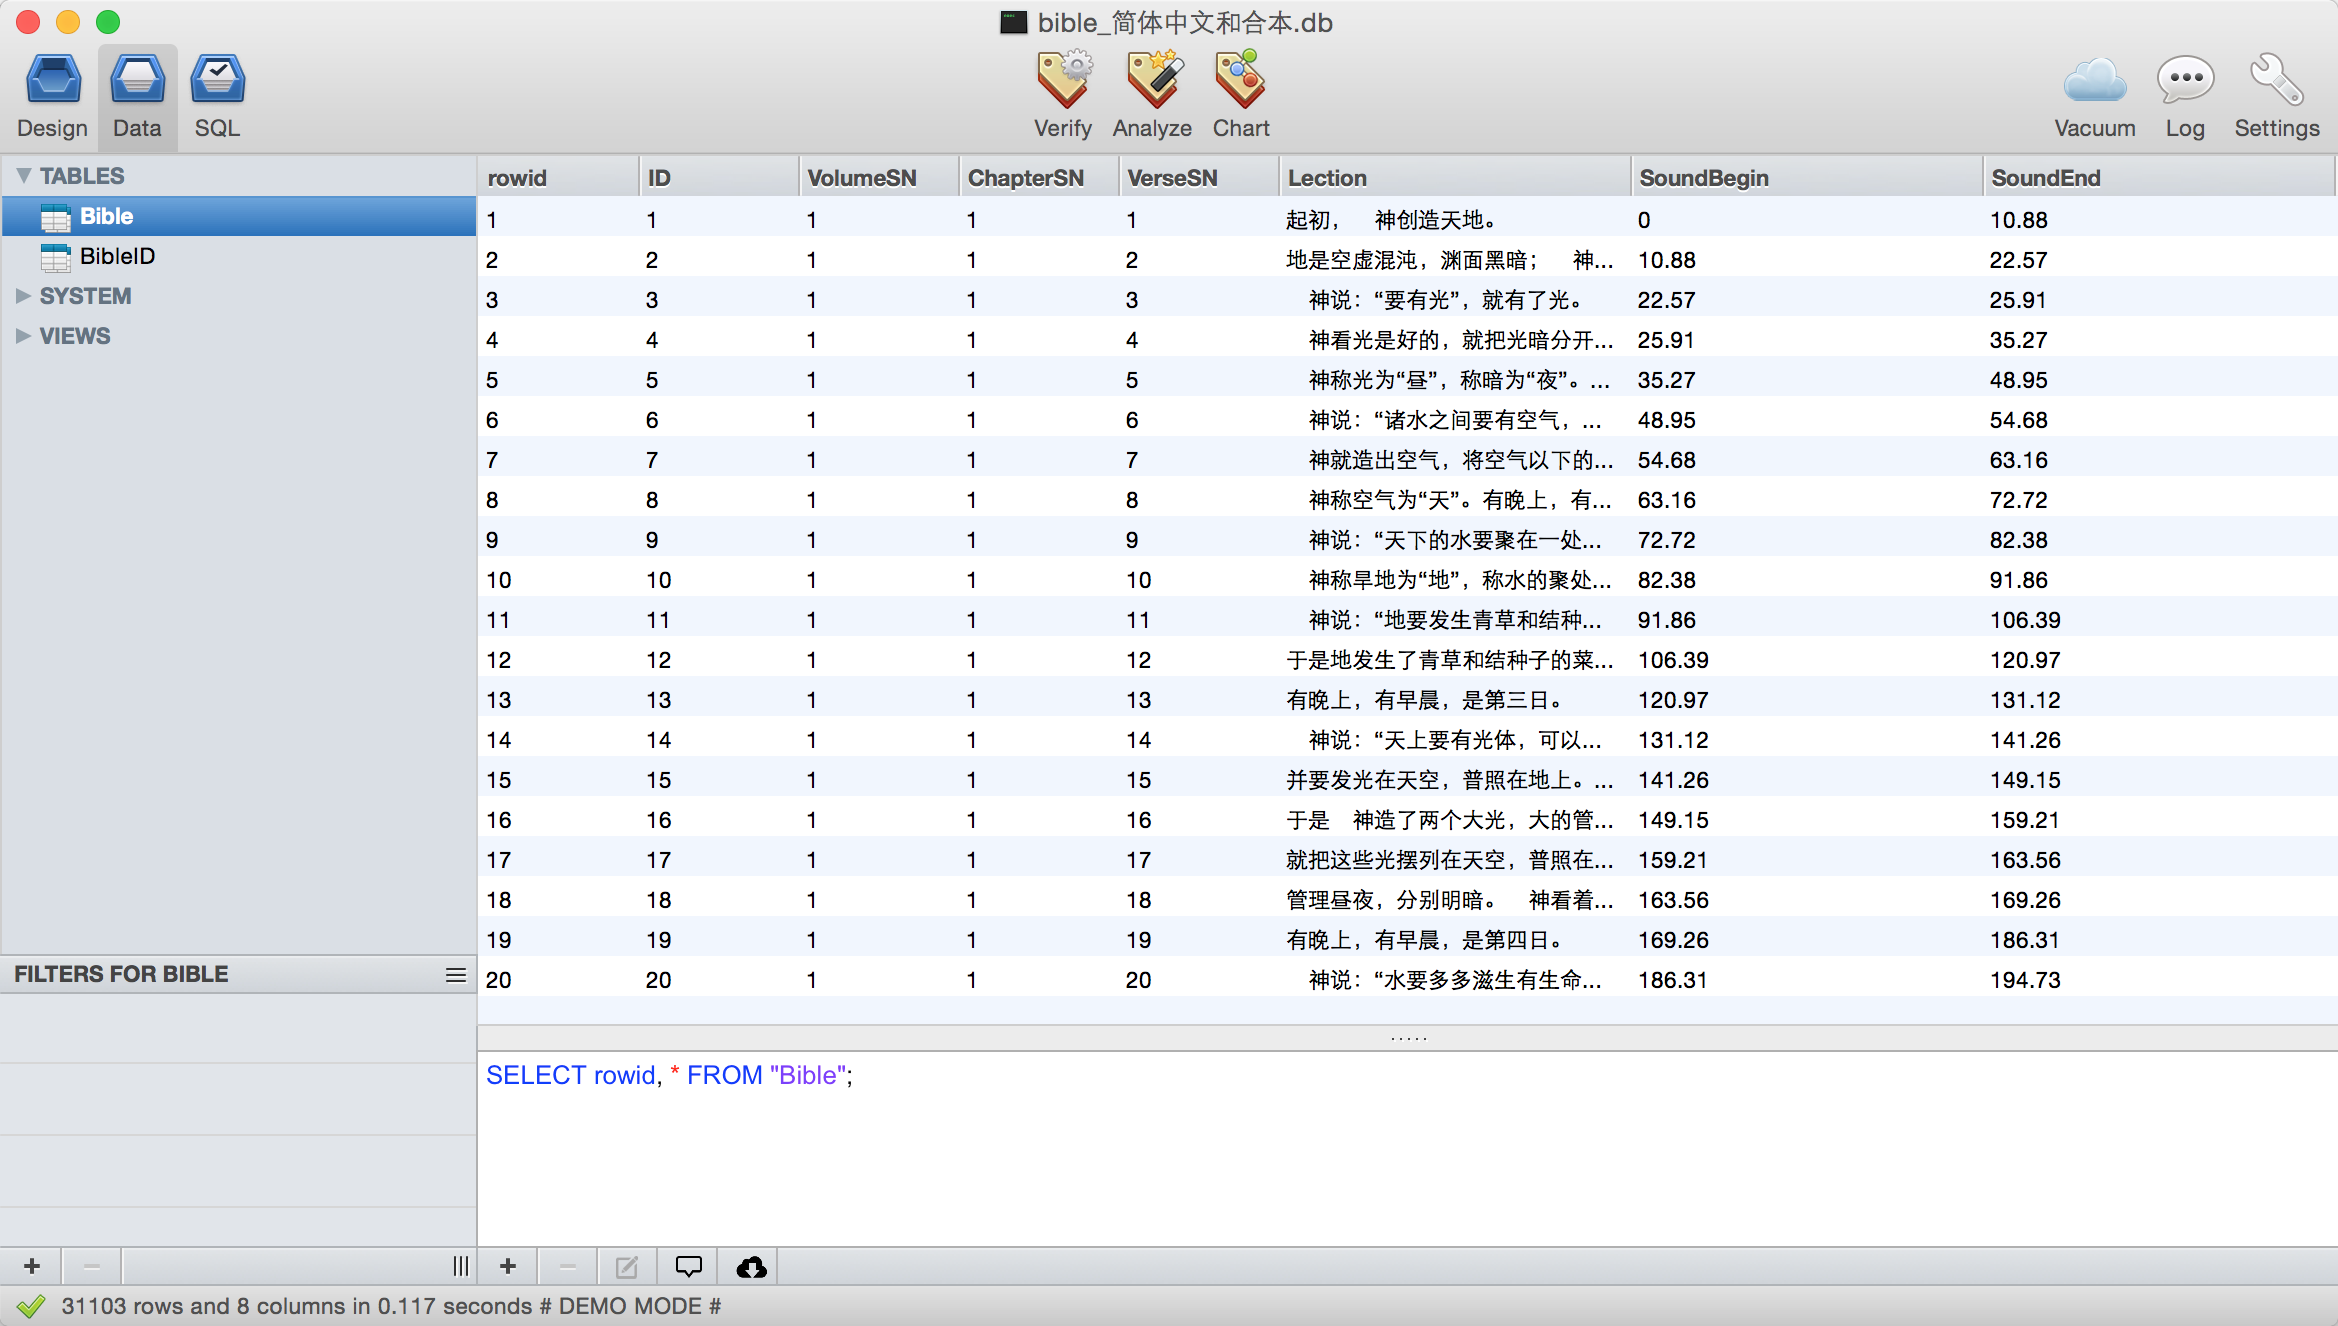 bible_简体中文和合本.db
Design Data SQL Verify Analyze Chart Vacuum Log Settings
TABLES
Bible
BibleID
SYSTEM
VIEWS
FILTERS FOR BIBLE
rowid ID VolumeSN ChapterSN VerseSN Lection SoundBegin SoundEnd
1 1 1 1 1 起初，　神创造天地。 0 10.88
2 2 1 1 2 地是空虚混沌，渊面黑暗；　神... 10.88 22.57
3 3 1 1 3 　神说：“要有光”，就有了光。 22.57 25.91
4 4 1 1 4 　神看光是好的，就把光暗分开... 25.91 35.27
5 5 1 1 5 　神称光为“昼”，称暗为“夜”。... 35.27 48.95
6 6 1 1 6 　神说：“诸水之间要有空气，... 48.95 54.68
7 7 1 1 7 　神就造出空气，将空气以下的... 54.68 63.16
8 8 1 1 8 　神称空气为“天”。有晚上，有... 63.16 72.72
9 9 1 1 9 　神说：“天下的水要聚在一处... 72.72 82.38
10 10 1 1 10 　神称旱地为“地”，称水的聚处... 82.38 91.86
11 11 1 1 11 　神说：“地要发生青草和结种... 91.86 106.39
12 12 1 1 12 于是地发生了青草和结种子的菜... 106.39 120.97
13 13 1 1 13 有晚上，有早晨，是第三日。 120.97 131.12
14 14 1 1 14 　神说：“天上要有光体，可以... 131.12 141.26
15 15 1 1 15 并要发光在天空，普照在地上。... 141.26 149.15
16 16 1 1 16 于是　神造了两个大光，大的管... 149.15 159.21
17 17 1 1 17 就把这些光摆列在天空，普照在... 159.21 163.56
18 18 1 1 18 管理昼夜，分别明暗。　神看着... 163.56 169.26
19 19 1 1 19 有晚上，有早晨，是第四日。 169.26 186.31
20 20 1 1 20 　神说：“水要多多滋生有生命... 186.31 194.73
SELECT rowid, * FROM "Bible";
31103 rows and 8 columns in 0.117 seconds # DEMO MODE #